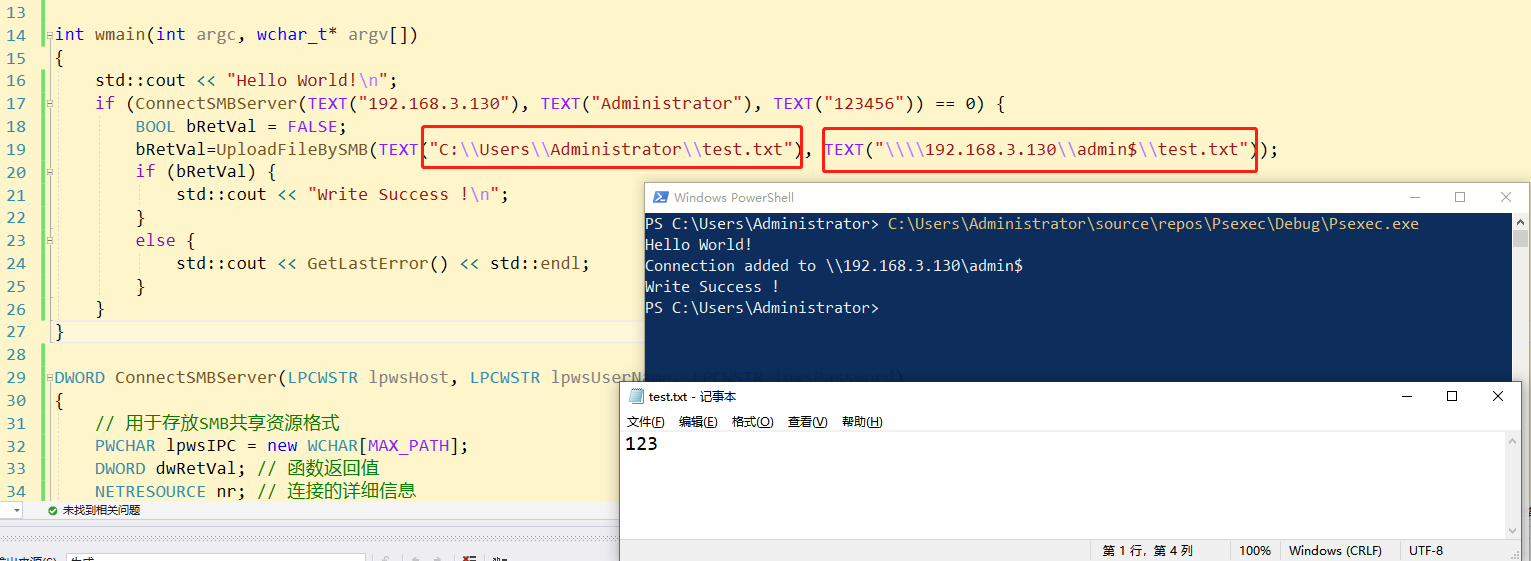 13
14 int wmain(int argc, wchar_t* argv[])
15 {
16 std::cout << "Hello World!\n";
17 if (ConnectSMBServer(TEXT("192.168.3.130"), TEXT("Administrator"), TEXT("123456")) == 0) {
18 BOOL bRetVal = FALSE;
19 bRetVal=UploadFileBySMB(TEXT("C:\\Users\\Administrator\\test.txt"), TEXT("\\\\192.168.3.130\\admin$\\test.txt"));
20 if (bRetVal) {
21 std::cout << "Write Success !\n";
22 }
23 else {
24 std::cout << GetLastError() << std::endl;
25 }
26 }
27 }
28
29 DWORD ConnectSMBServer(LPCWSTR lpwsHost, LPCWSTR lpwsUserName,
30 {
31 // 用于存放SMB共享资源格式
32 PWCHAR lpwsIPC = new WCHAR[MAX_PATH];
33 DWORD dwRetVal; // 函数返回值
34 NETRESOURCE nr; // 连接的详细信息
未找到相关问题
Windows PowerShell
PS C:\Users\Administrator> C:\Users\Administrator\source\repos\Psexec\Debug\Psexec.exe
Hello World!
Connection added to \\192.168.3.130\admin$
Write Success !
PS C:\Users\Administrator>
test.txt - 记事本
文件(F) 编辑(E) 格式(O) 查看(V) 帮助(H)
123
第 1 行，第 4 列 100% Windows (CRLF) UTF-8